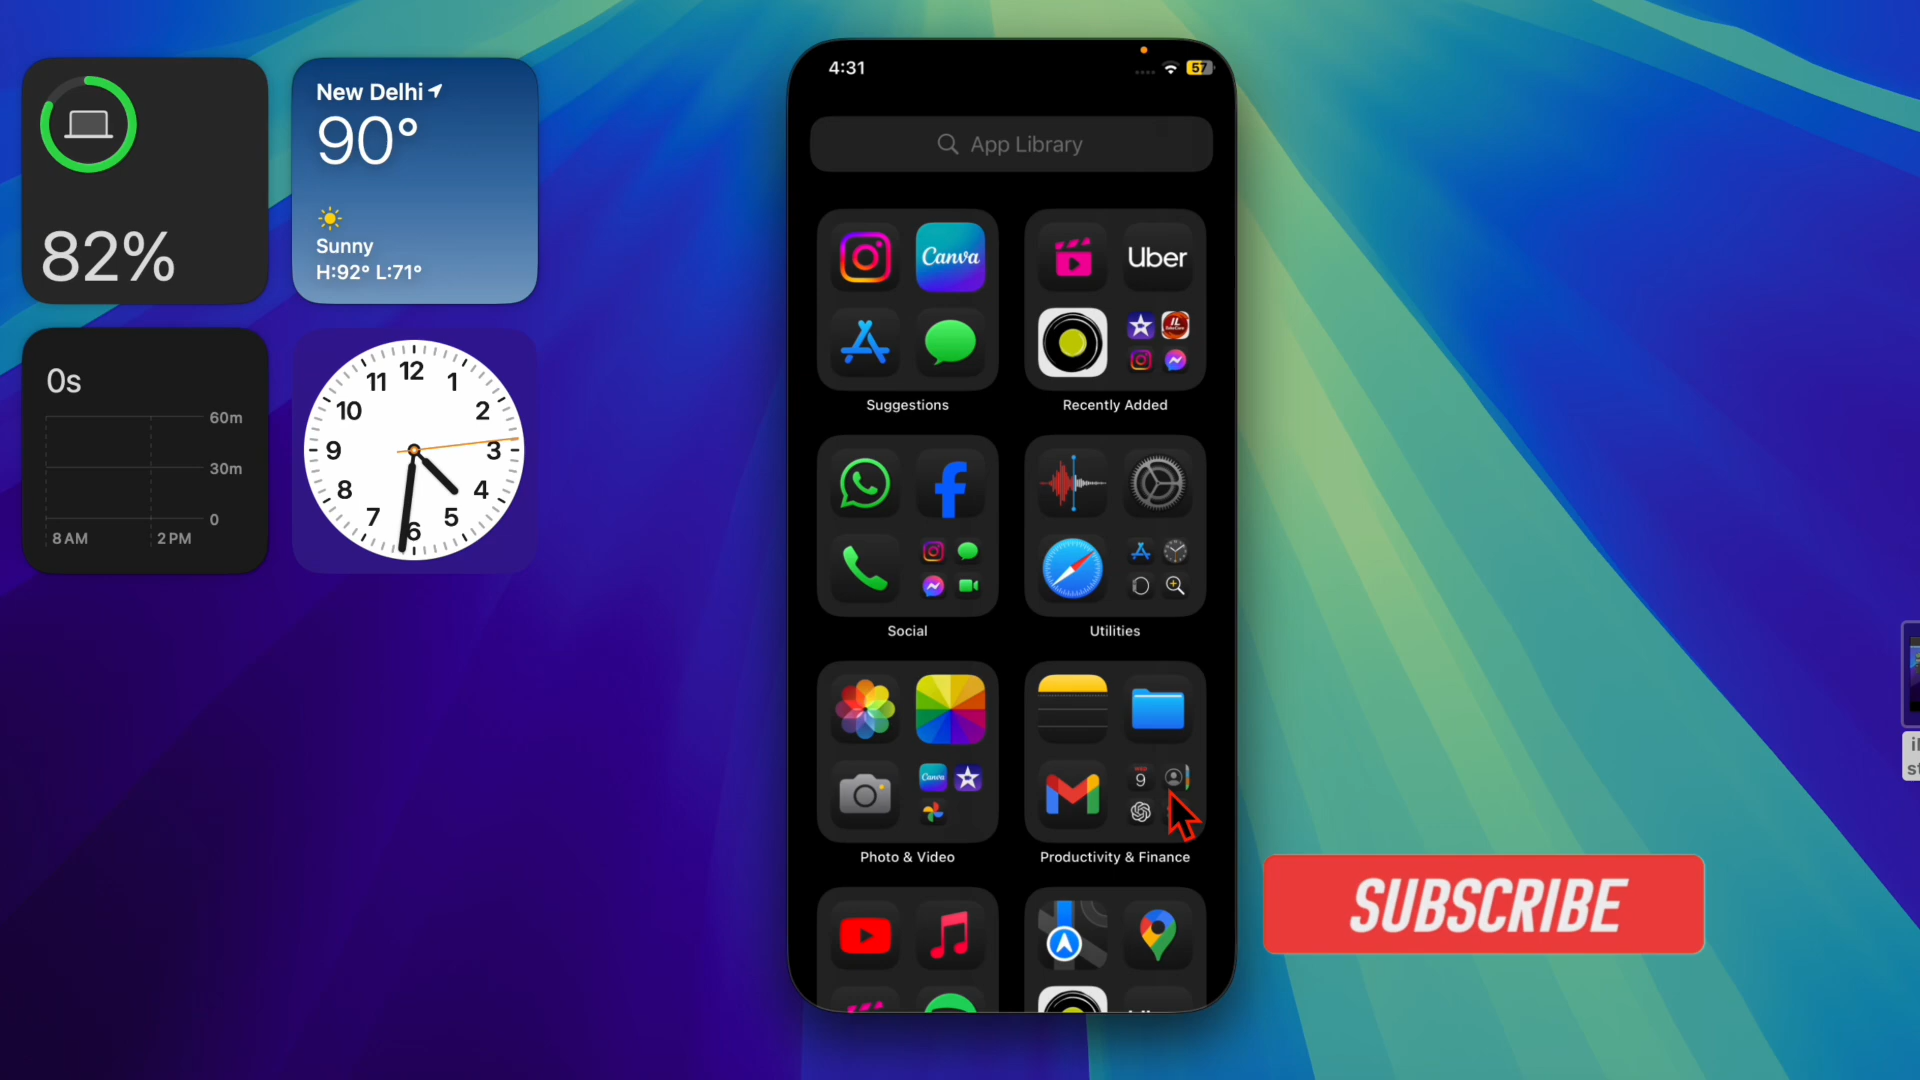 82%
New Delhi
90°
Sunny
H:92° L:71°
0s
60m
30m
0
8 AM
2 PM
12
1
2
3
4
5
6
7
8
9
10
11
4:31
57
App Library
Canva
Uber
IL
Suggestions
Recently Added
Social
Utilities
Canva
9
Photo & Video
Productivity & Finance
SUBSCRIBE